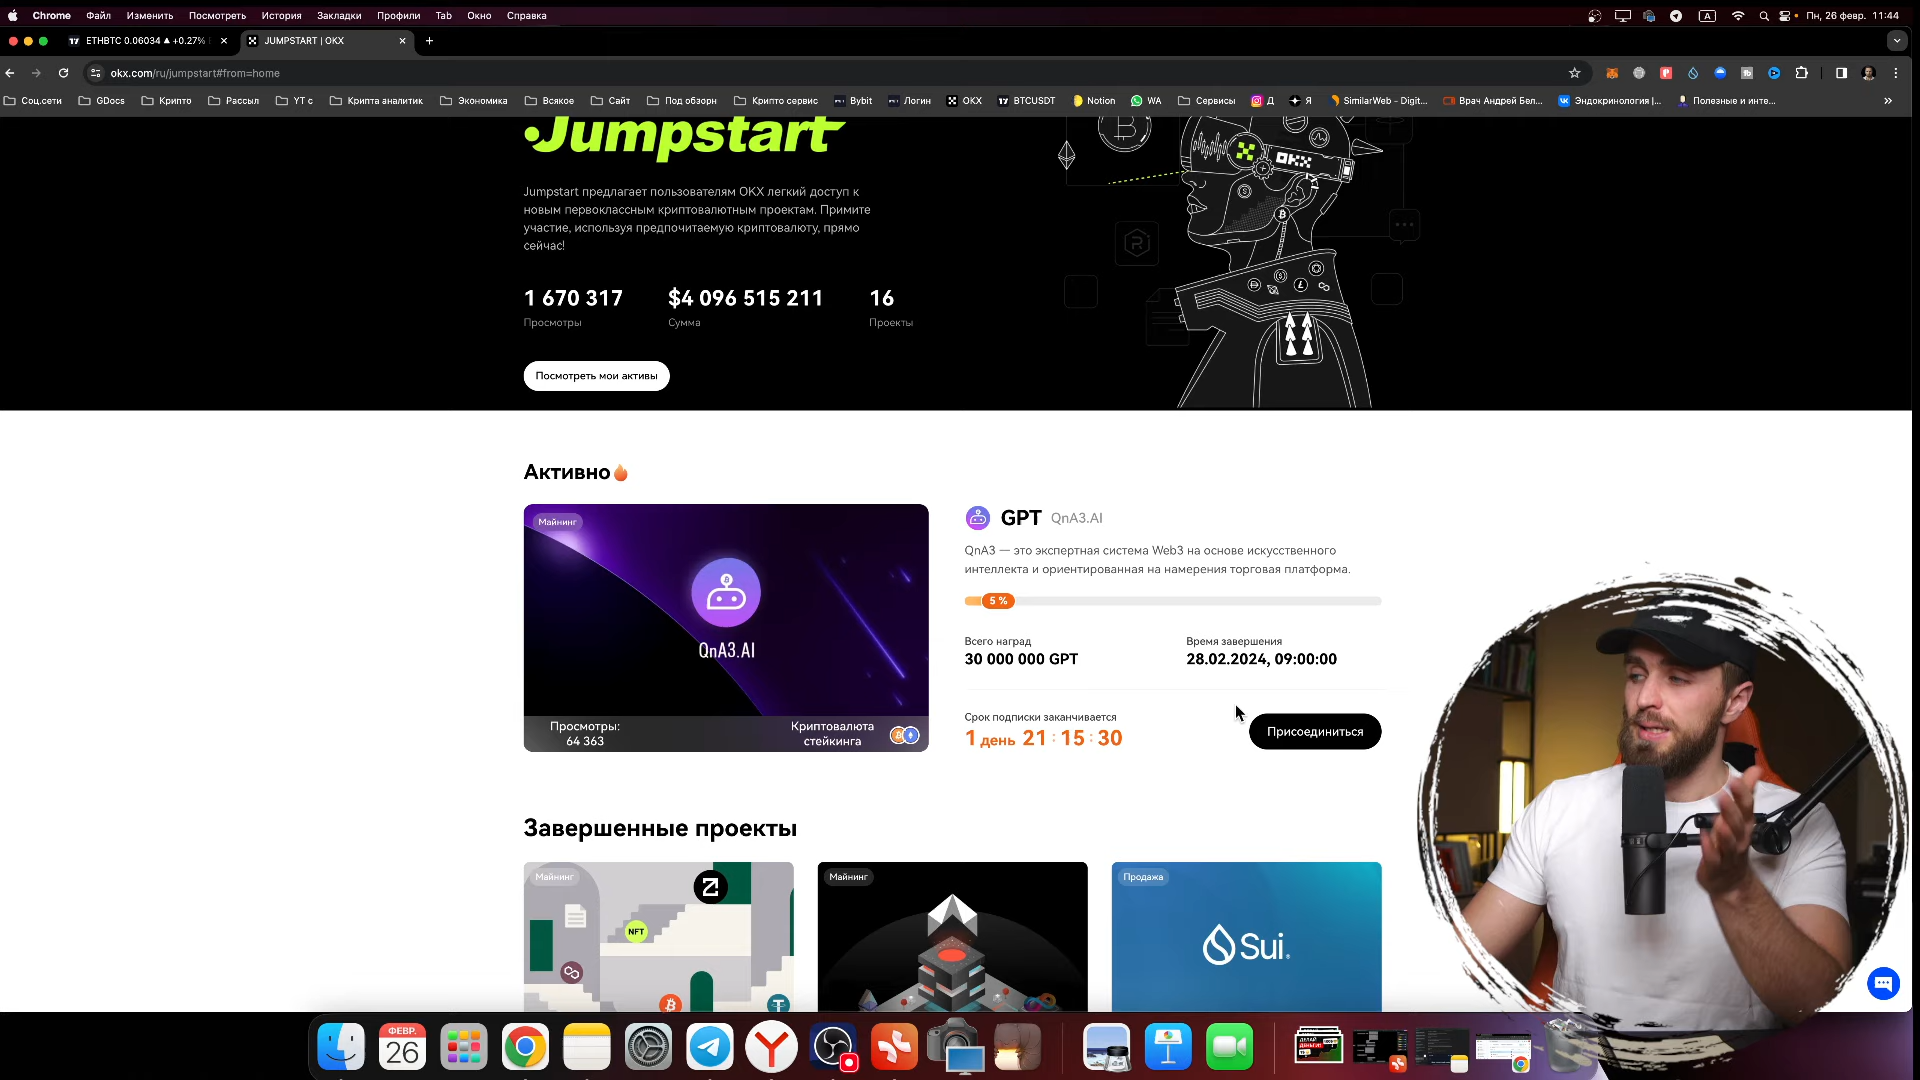 Chrome Файл Изменить Посмотреть История Закладки Профили Tab Окно Справка
A Пн, 26 февр. 11:44
ETHBTC 0.06034 ▲ +0.27%
JUMPSTART | OKX
okx.com/ru/jumpstart#from=home
Соц.сети GDocs Крипто Рассыл YT с Крипта аналитик Экономика Всякое Сайт Под обзорн Крипто сервис Bybit Логин OKX BTCUSDT Notion WA Сервисы Д Я SimilarWeb - Digit... Врач Андрей Бел... Эндокринология |... Полезные и инте...
Jumpstart
Jumpstart предлагает пользователям OKX легкий доступ к
новым первоклассным криптовалютным проектам. Примите
участие, используя предпочитаемую криптовалюту, прямо
сейчас!
1 670 317 $4 096 515 211 16
Просмотры Сумма Проекты
Посмотреть мои активы
OKX
Активно
Майнинг
QnA3.AI
Просмотры:
64 363
Криптовалюта
стейкинга
GPT QnA3.AI
QnA3 — это экспертная система Web3 на основе искусственного
интеллекта и ориентированная на намерения торговая платформа.
5 %
Всего наград Время завершения
30 000 000 GPT 28.02.2024, 09:00:00
Срок подписки заканчивается
1 день 21 : 15 : 30
Присоединиться
Завершенные проекты
Майнинг Майнинг Продажа
NFT
Sui
ФЕВР.
26